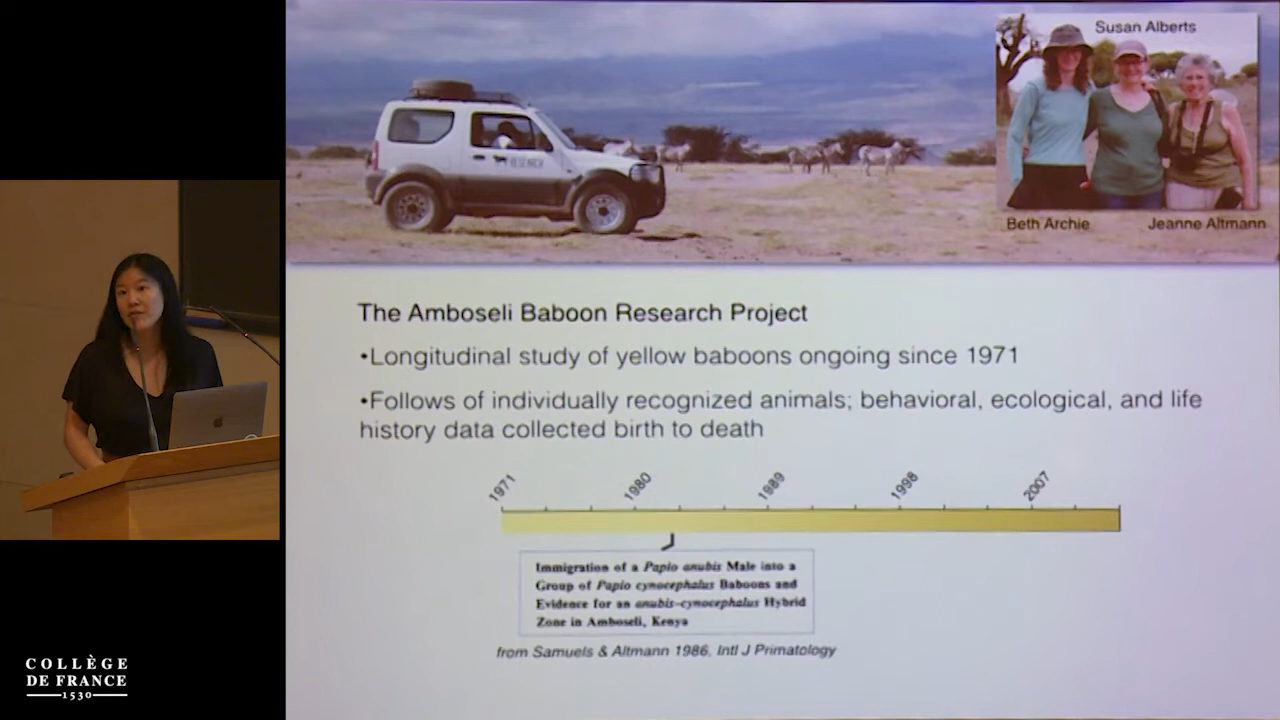 Susan Alberts
RESEARCH
Beth Archie
Jeanne Altmann
The Amboseli Baboon Research Project
•Longitudinal study of yellow baboons ongoing since 1971
•Follows of individually recognized animals; behavioral, ecological, and life
history data collected birth to death
1971
1980
1989
1998
2007
Immigration of a Papio anubis Male into a
Group of Papio cynocephalus Baboons and
Evidence for an anubis-cynocephalus Hybrid
Zone in Amboseli, Kenya
from Samuels & Altmann 1986, Intl J Primatology
COLLÈGE
DE FRANCE
1530